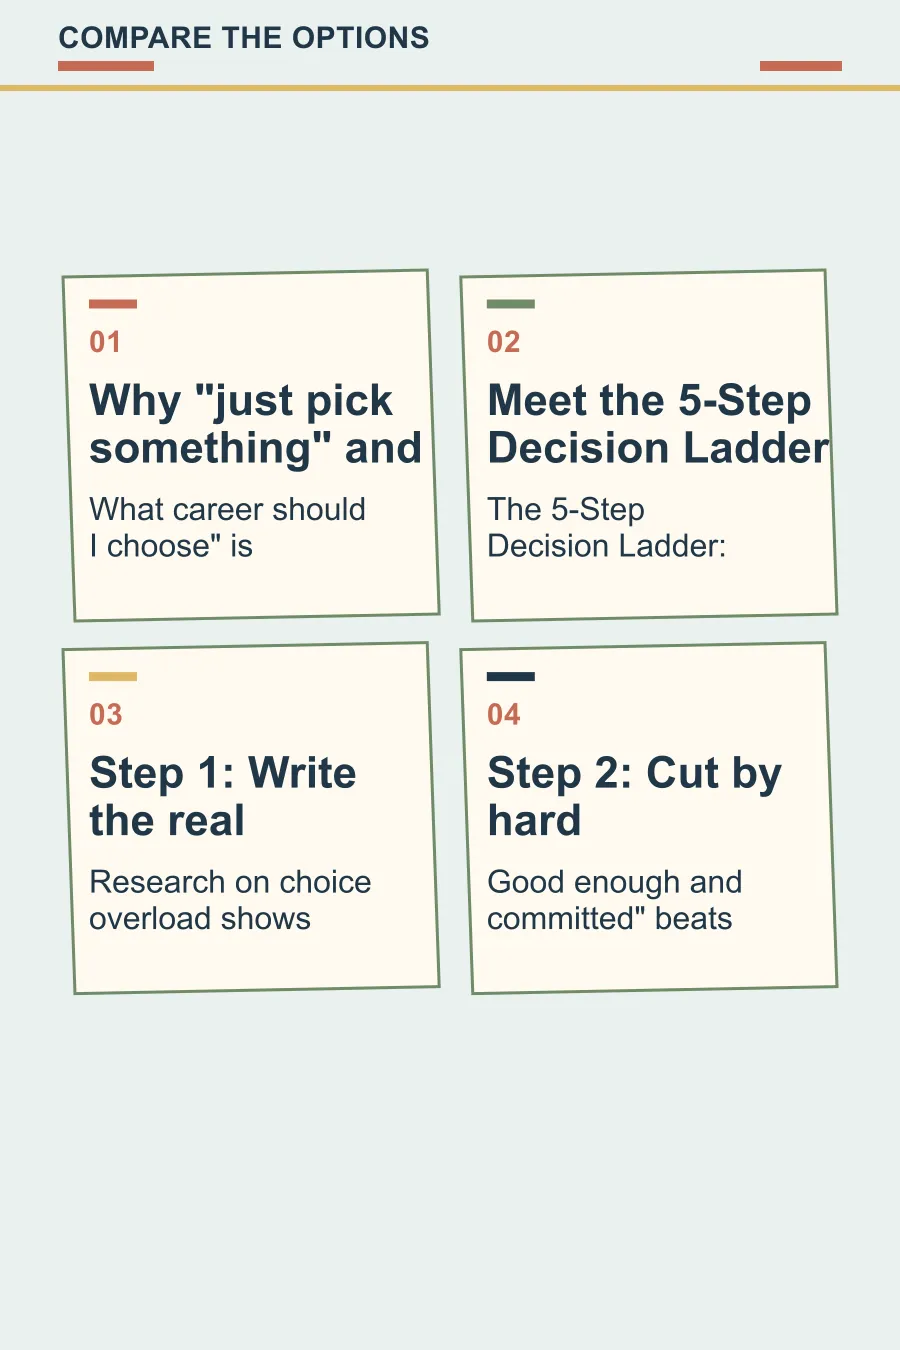 COMPARE THE OPTIONS
01
Why "just pick
something" and
What career should
I choose" is
02
Meet the 5-Step
Decision Ladder
The 5-Step
Decision Ladder:
03
Step 1: Write
the real
Research on choice
overload shows
04
Step 2: Cut by
hard
Good enough and
committed" beats